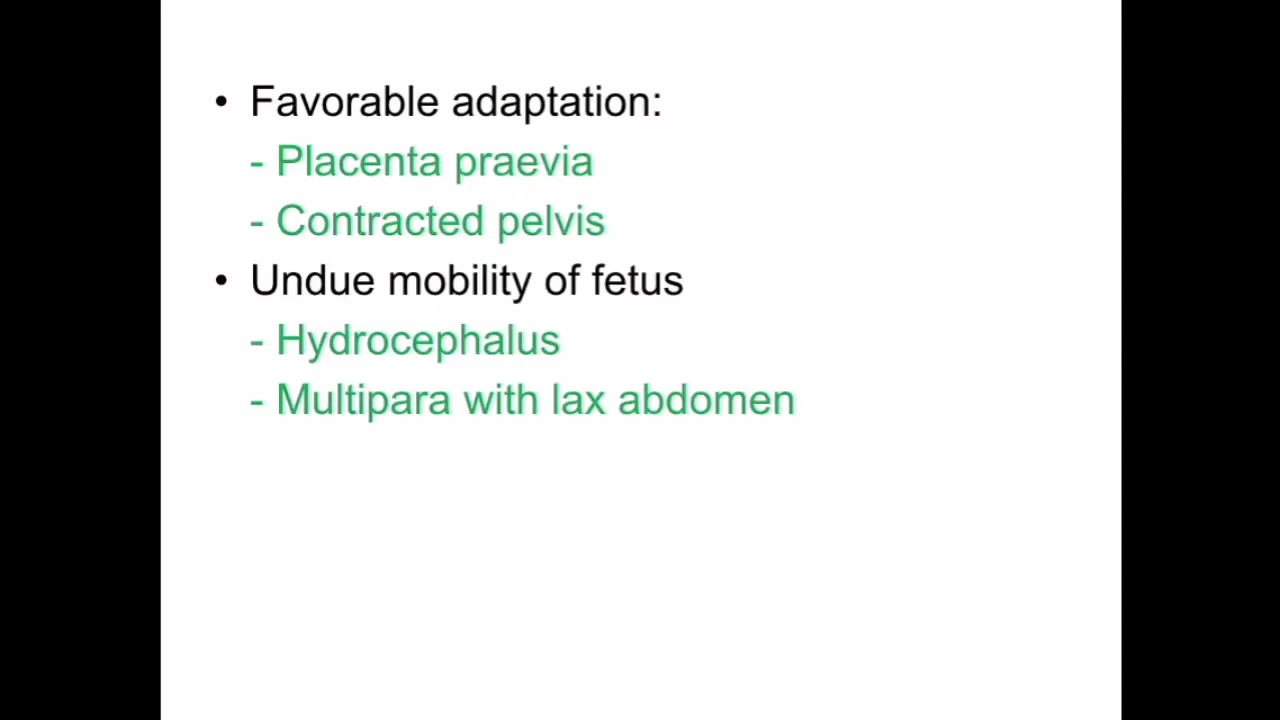 • Favorable adaptation:
- Placenta praevia
- Contracted pelvis
• Undue mobility of fetus
- Hydrocephalus
- Multipara with lax abdomen